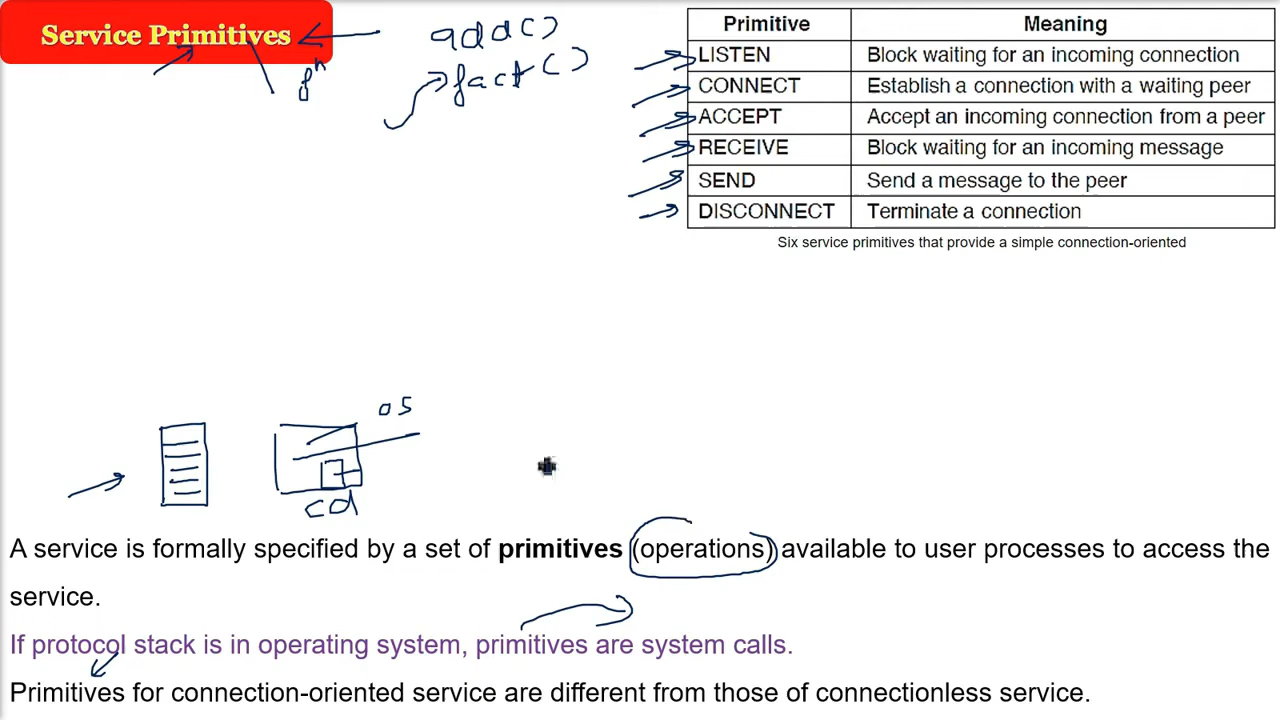 Service Primitives
fn
add()
fact()
Primitive Meaning
LISTEN Block waiting for an incoming connection
CONNECT Establish a connection with a waiting peer
ACCEPT Accept an incoming connection from a peer
RECEIVE Block waiting for an incoming message
SEND Send a message to the peer
DISCONNECT Terminate a connection
Six service primitives that provide a simple connection-oriented
os
cd
A service is formally specified by a set of primitives (operations) available to user processes to access the
service.
If protocol stack is in operating system, primitives are system calls.
Primitives for connection-oriented service are different from those of connectionless service.